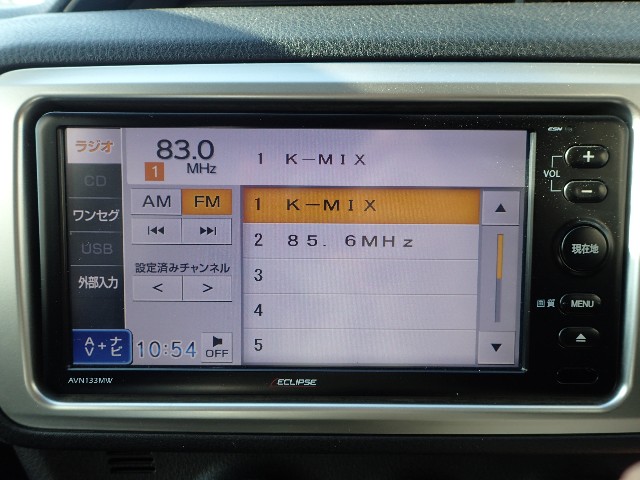 ラジオ
CD
ワンセグ
USB
外部入力
A
V + ナビ
83.0
1 MHz
AM FM
設定済みチャンネル
< >
10:54
OFF
1 K-MIX
1 K-MIX
2 85.6MHz
3
4
5
ESN
VOL
+
−
現在地
画質 MENU
AVN133MW
ECLIPSE